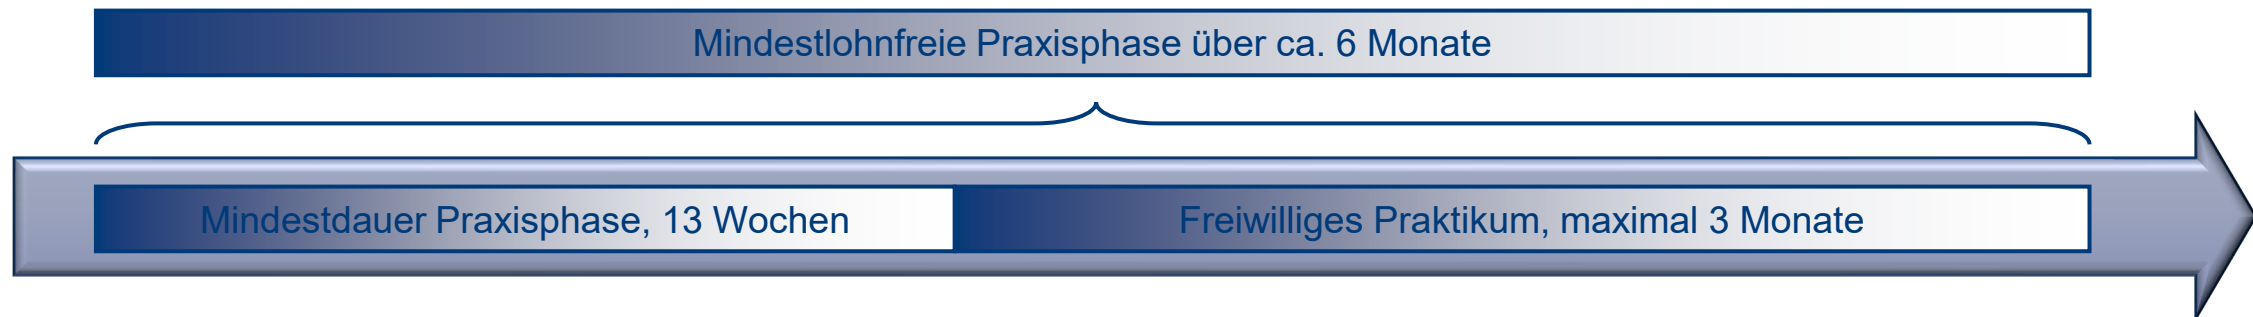 Mindestlohnfreie Praxisphase über ca. 6 Monate
Mindestdauer Praxisphase, 13 Wochen
Freiwilliges Praktikum, maximal 3 Monate